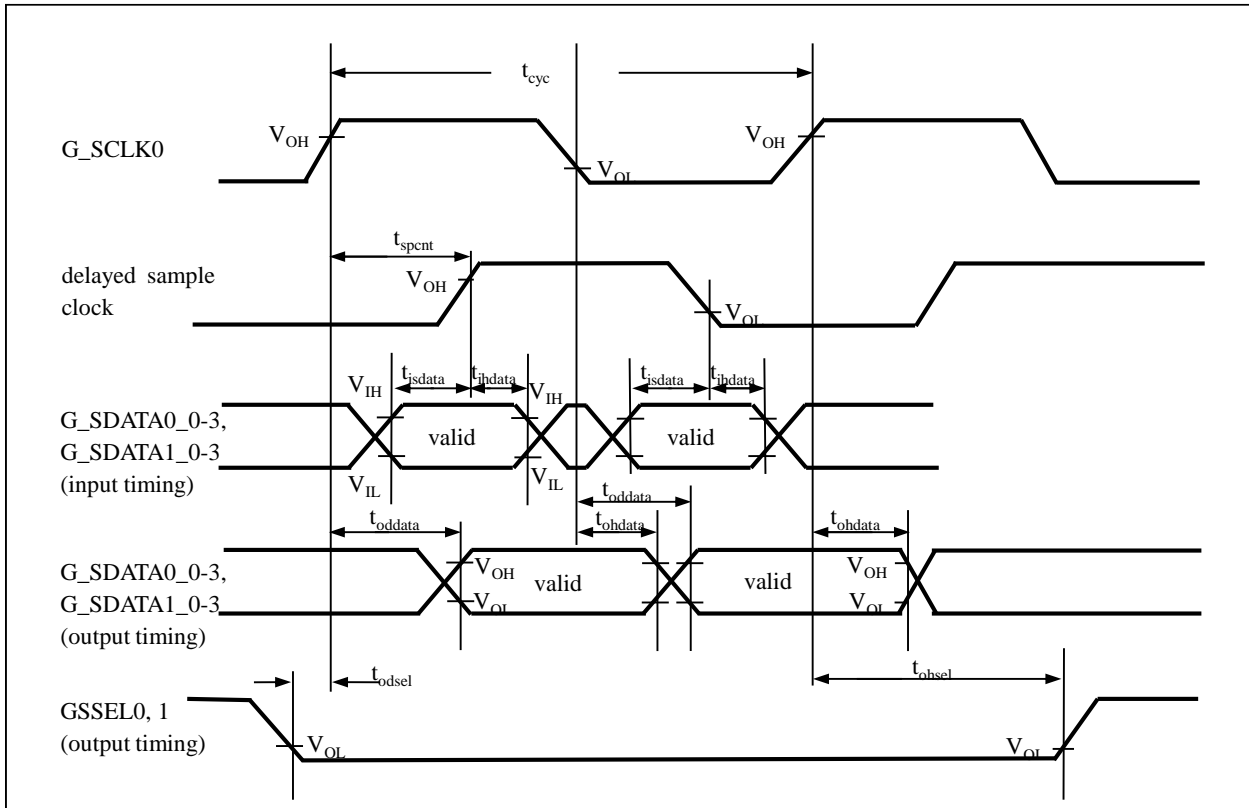 t_cyc
G_SCLK0
V_OH
V_OL
V_OH
t_spcnt
delayed sample
clock
V_OH
V_OL
t_isdata
t_ihdata
t_isdata
t_ihdata
V_IH
V_IH
G_SDATA0_0-3,
G_SDATA1_0-3
(input timing)
valid
valid
V_IL
V_IL
t_oddata
t_oddata
t_ohdata
t_ohdata
G_SDATA0_0-3,
G_SDATA1_0-3
(output timing)
V_OH
valid
valid
V_OH
V_OL
V_OL
t_odsel
t_ohsel
GSSEL0, 1
(output timing)
V_OL
V_OL